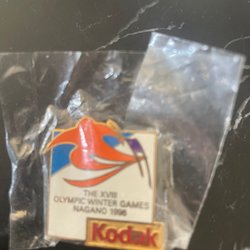 THE XVIII
OLYMPIC WINTER GAMES
NAGANO 1998
Kodak